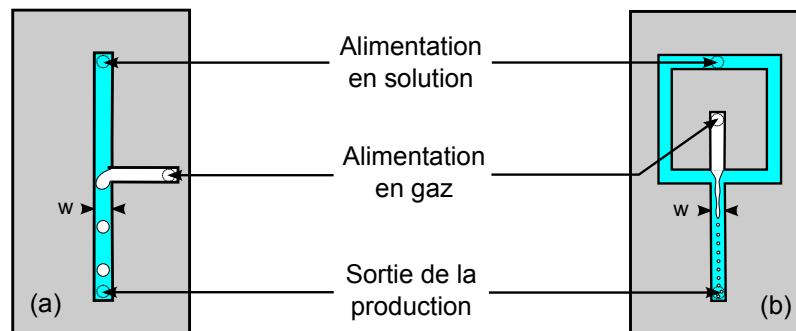 Alimentation
en solution
Alimentation
en gaz
w
w
Sortie de la
production
(a)
(b)